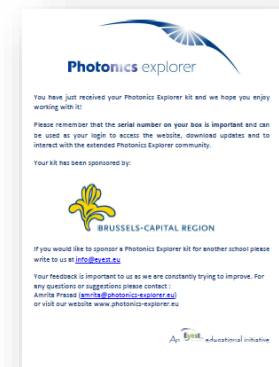 Photonics explorer
You have just received your Photonics Explorer kit and we hope you enjoy
working with it!
Please remember that the serial number on your box is important and can
be used as your login to access the website, download updates and to
interact with the extended Photonics Explorer community.
Your kit has been sponsored by:
BRUSSELS-CAPITAL REGION
If you would like to sponsor a Photonics Explorer kit for another school please
write to us at info@eyest.eu
Your feedback is important to us as we are constantly trying to improve. For
any questions or suggestions please contact :
Amrita Prasad (amrita@photonics-explorer.eu)
or visit our website www.photonics-explorer.eu
An Eyest educational initiative